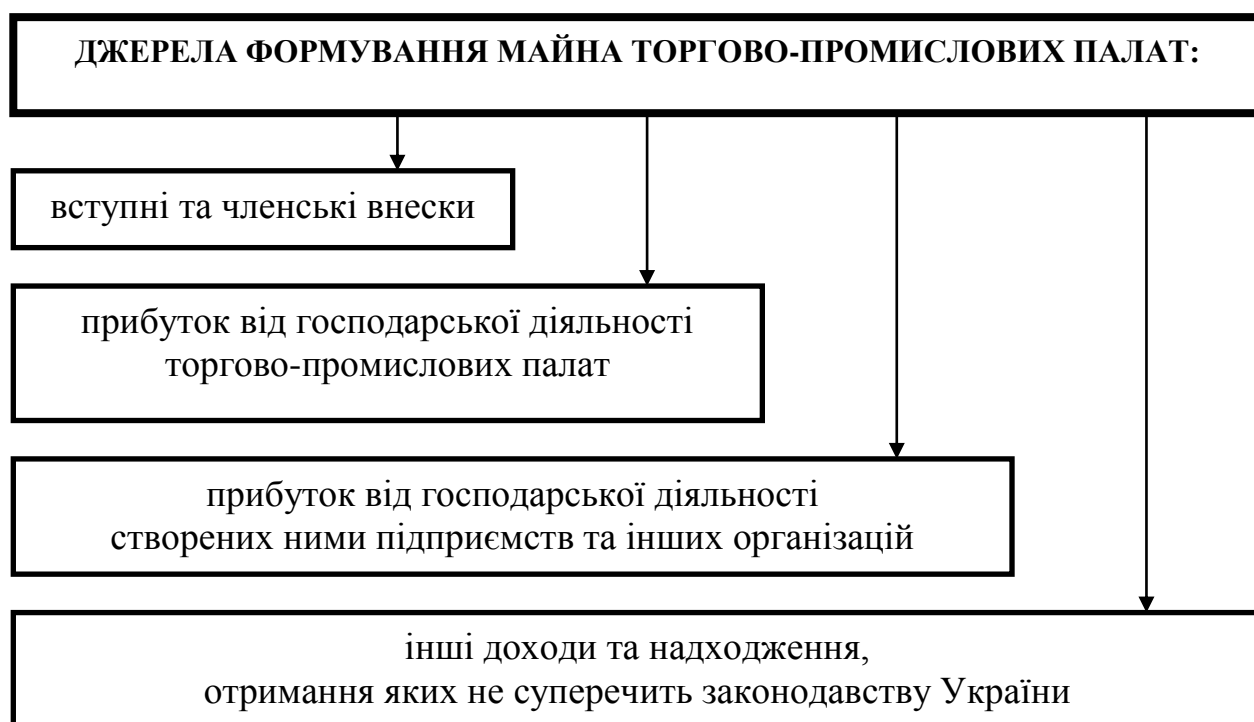 ДЖЕРЕЛА ФОРМУВАННЯ МАЙНА ТОРГОВО-ПРОМИСЛОВИХ ПАЛАТ:
вступні та членські внески
прибуток від господарської діяльності
торгово-промислових палат
прибуток від господарської діяльності
створених ними підприємств та інших організацій
інші доходи та надходження,
отримання яких не суперечить законодавству України